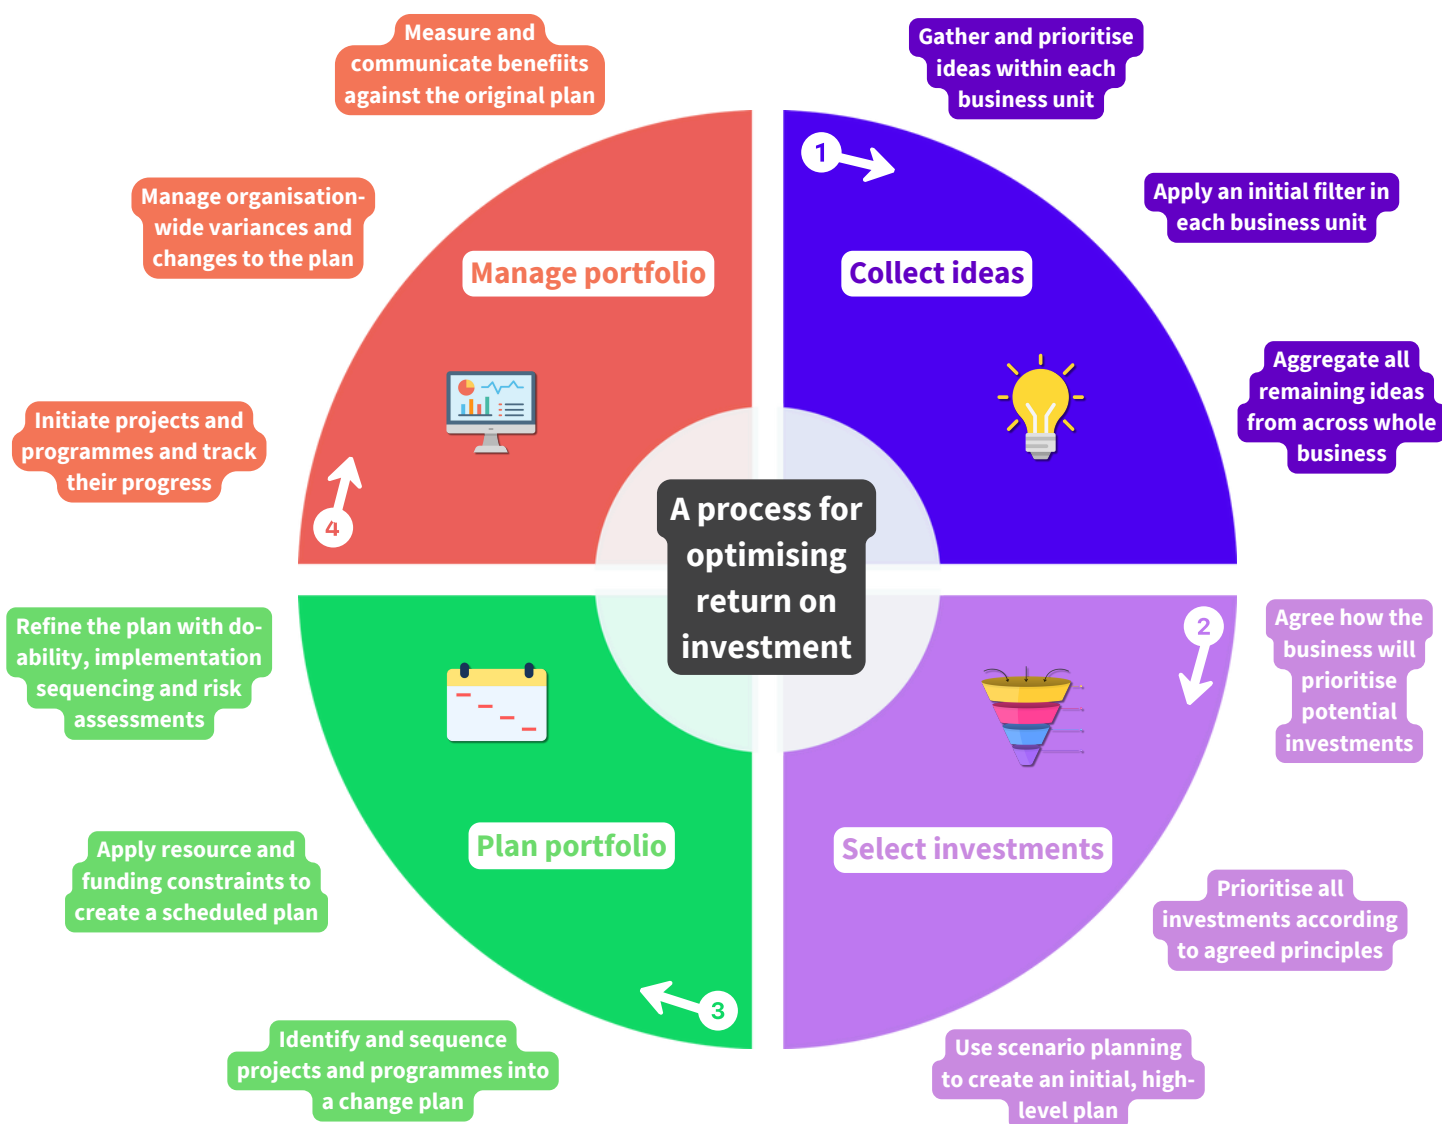 A process for
optimising
return on
investment
1
Collect ideas
Gather and prioritise
ideas within each
business unit
Apply an initial filter in
each business unit
Aggregate all
remaining ideas
from across whole
business
2
Select investments
Agree how the
business will
prioritise
potential
investments
Prioritise all
investments according
to agreed principles
Use scenario planning
to create an initial, high-
level plan
3
Plan portfolio
Identify and sequence
projects and programmes into
a change plan
Apply resource and
funding constraints to
create a scheduled plan
Refine the plan with do-
ability, implementation
sequencing and risk
assessments
4
Manage portfolio
Initiate projects and
programmes and track
their progress
Manage organisation-
wide variances and
changes to the plan
Measure and
communicate benefiits
against the original plan